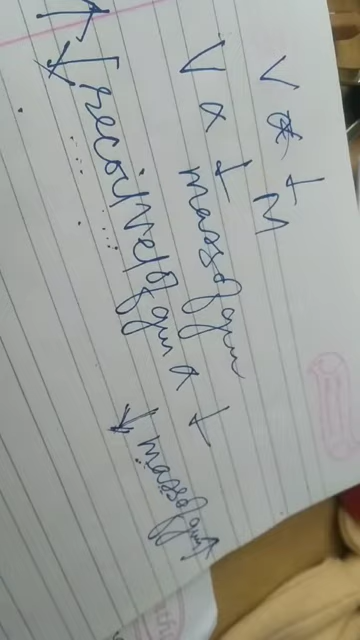 V α 1/M
V α 1/mass of gun
↑↓ recoil vel of gun α 1/mass of gun ↓↑